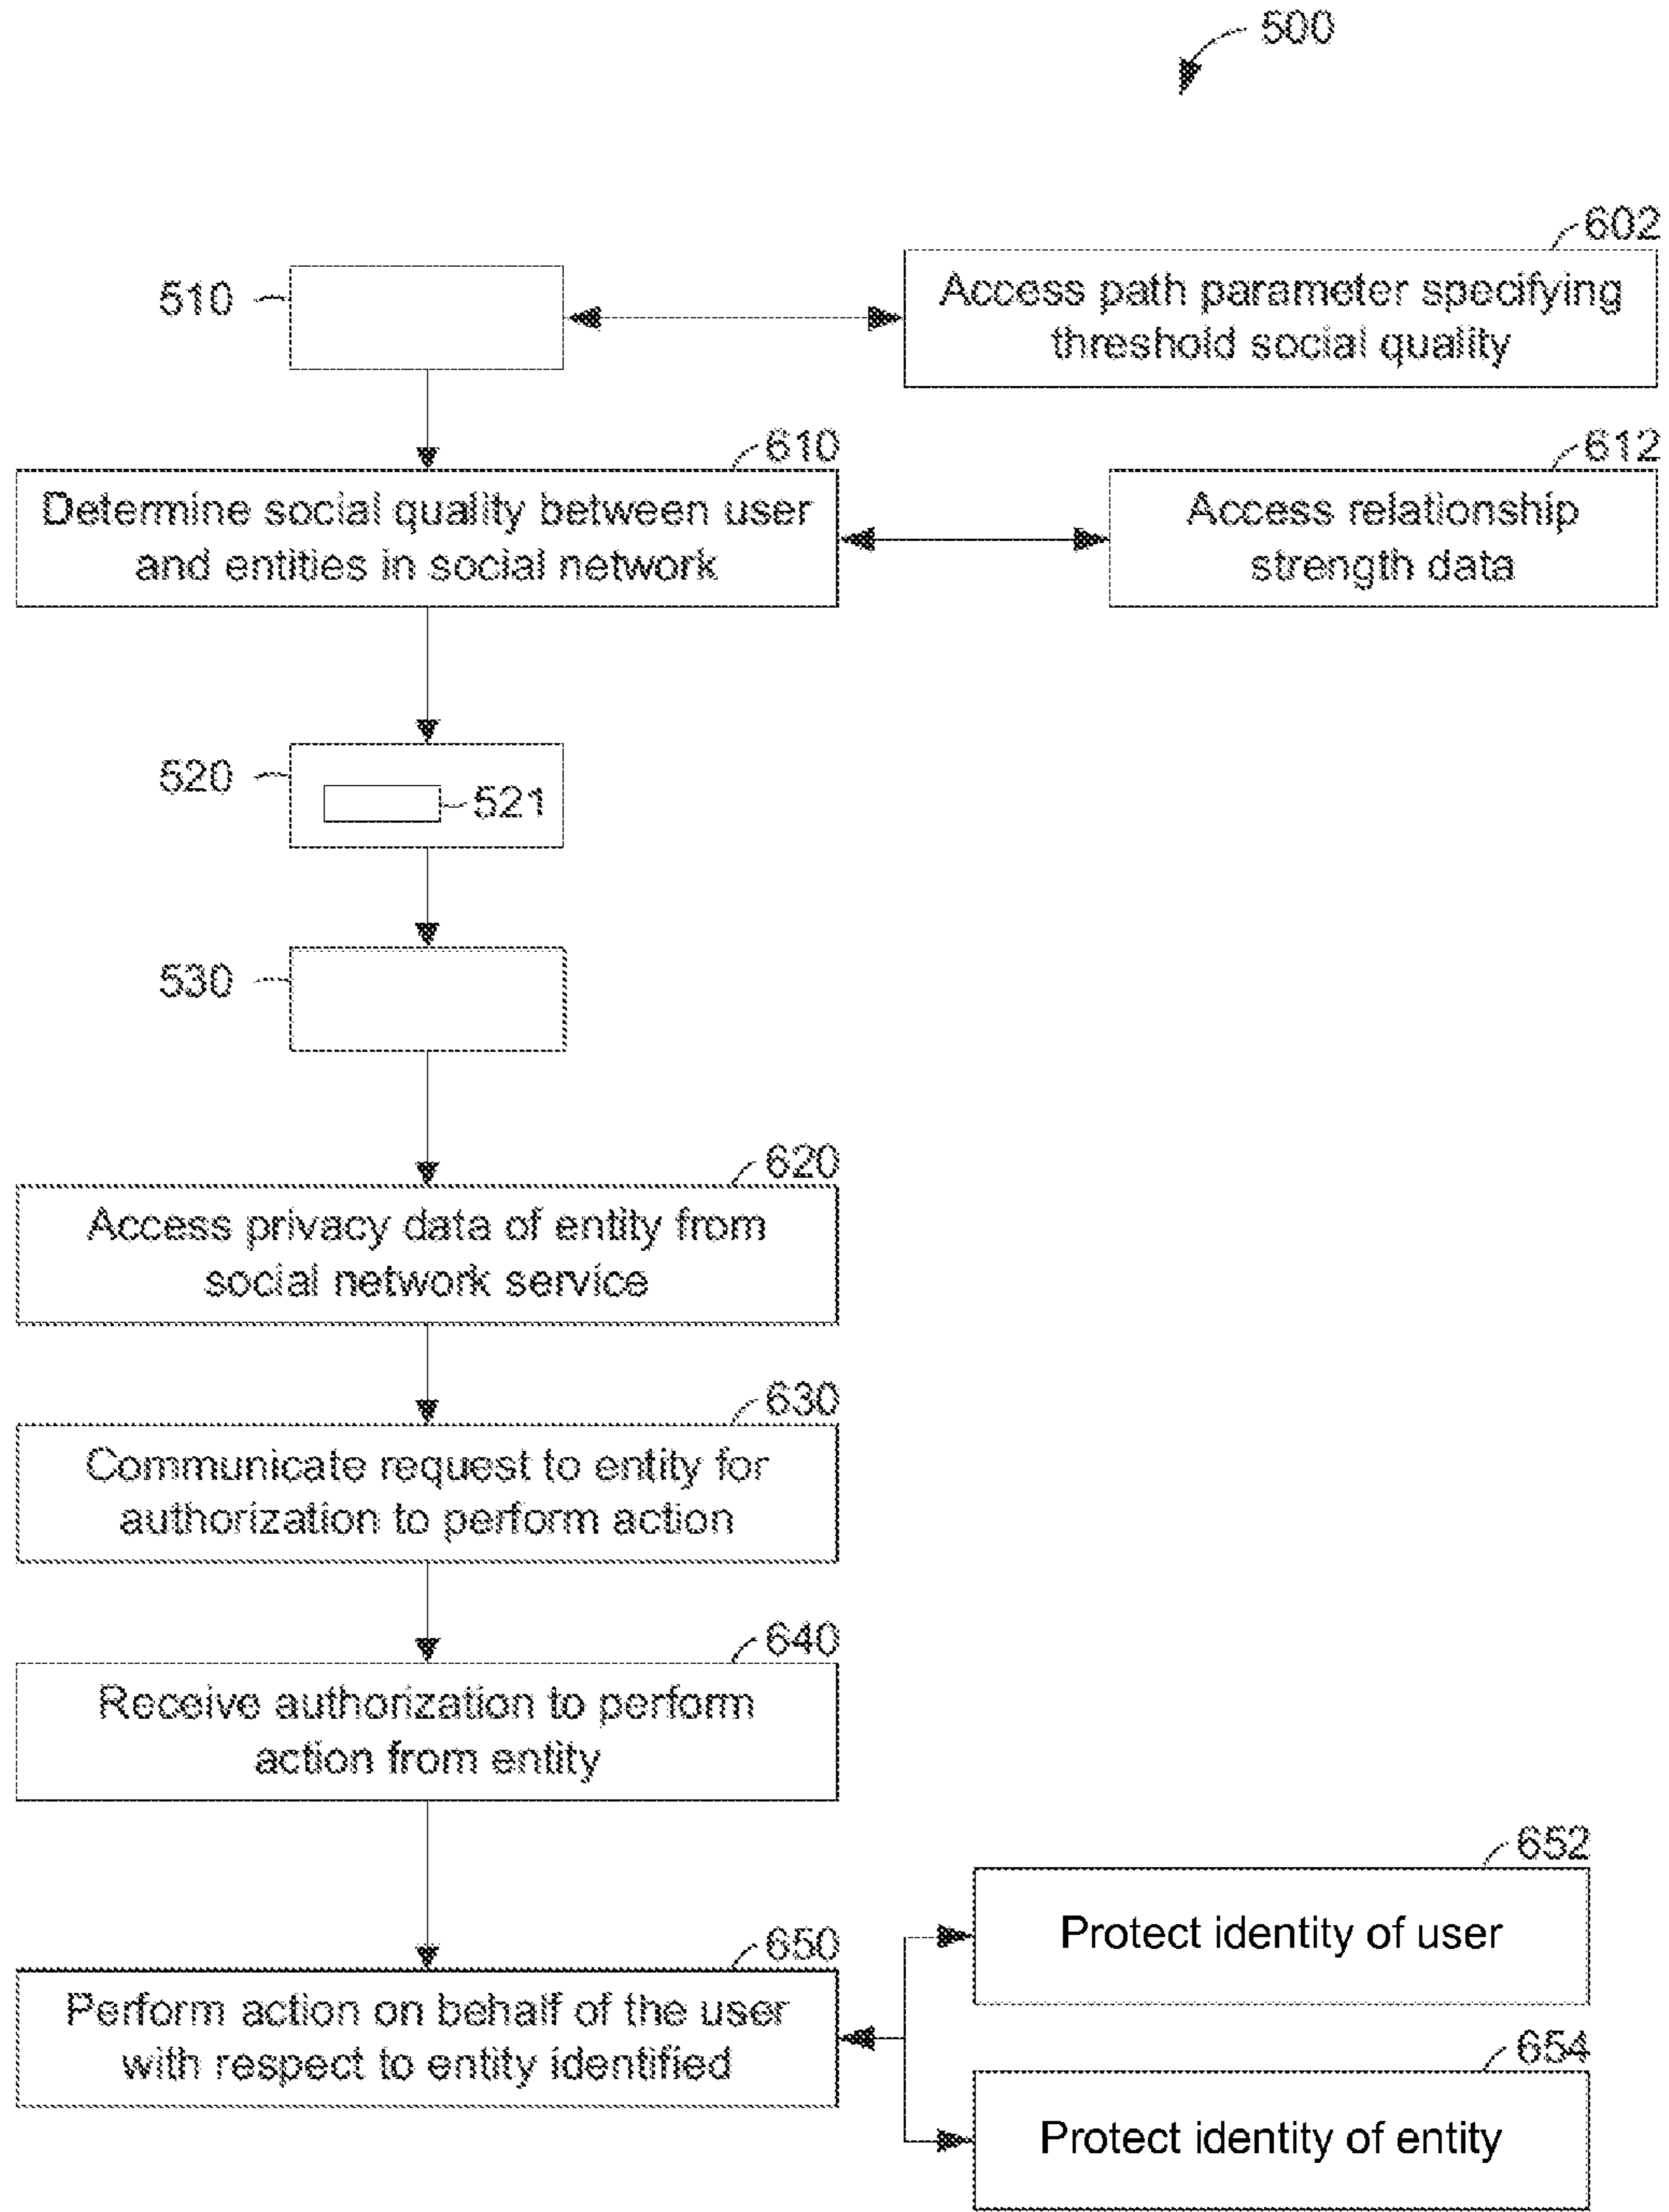 500
602
Access path parameter specifying
threshold social quality
510
610
Determine social quality between user
and entities in social network
612
Access relationship
strength data
520
521
530
620
Access privacy data of entity from
social network service
630
Communicate request to entity for
authorization to perform action
640
Receive authorization to perform
action from entity
650
Perform action on behalf of the user
with respect to entity identified
652
Protect identity of user
654
Protect identity of entity